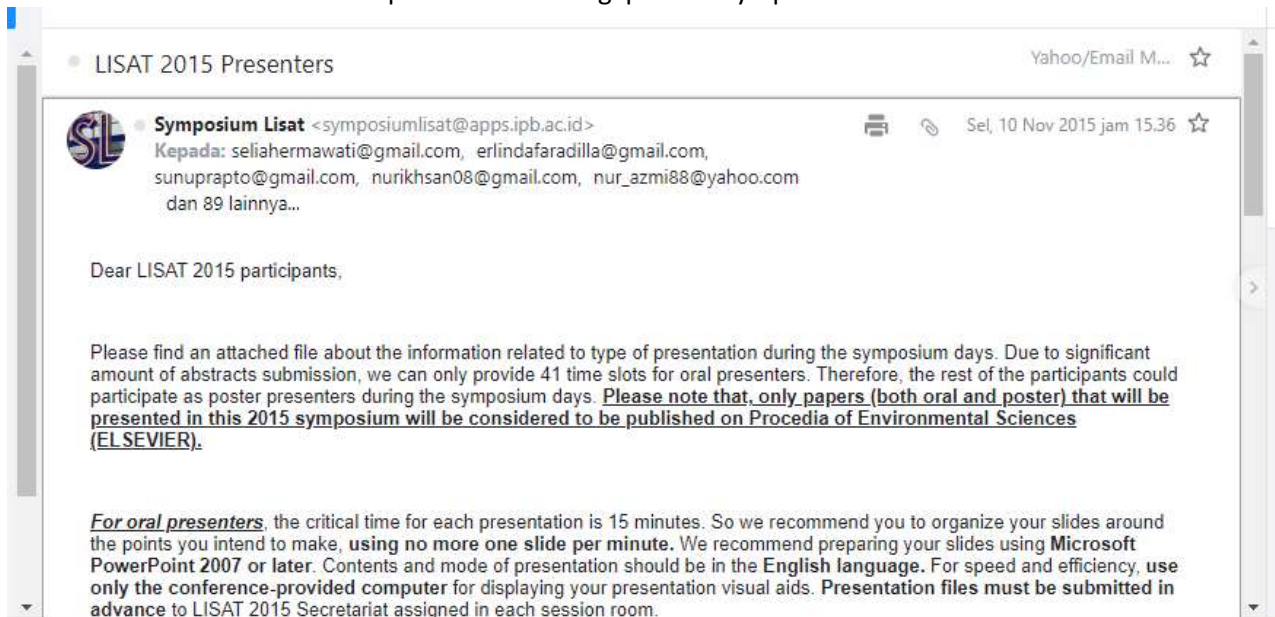 LISAT 2015 Presenters
Yahoo/Email M...
SL
Symposium Lisat <symposiumlisat@apps.ipb.ac.id>
Sel, 10 Nov 2015 jam 15.36
Kepada: seliahermawati@gmail.com, erlindafaradilla@gmail.com,
sunuprapto@gmail.com, nurikhsan08@gmail.com, nur_azmi88@yahoo.com
dan 89 lainnya...
Dear LISAT 2015 participants,
Please find an attached file about the information related to type of presentation during the symposium days. Due to significant
amount of abstracts submission, we can only provide 41 time slots for oral presenters. Therefore, the rest of the participants could
participate as poster presenters during the symposium days. Please note that, only papers (both oral and poster) that will be
presented in this 2015 symposium will be considered to be published on Procedia of Environmental Sciences
(ELSEVIER).
For oral presenters, the critical time for each presentation is 15 minutes. So we recommend you to organize your slides around
the points you intend to make, using no more one slide per minute. We recommend preparing your slides using Microsoft
PowerPoint 2007 or later. Contents and mode of presentation should be in the English language. For speed and efficiency, use
only the conference-provided computer for displaying your presentation visual aids. Presentation files must be submitted in
advance to LISAT 2015 Secretariat assigned in each session room.